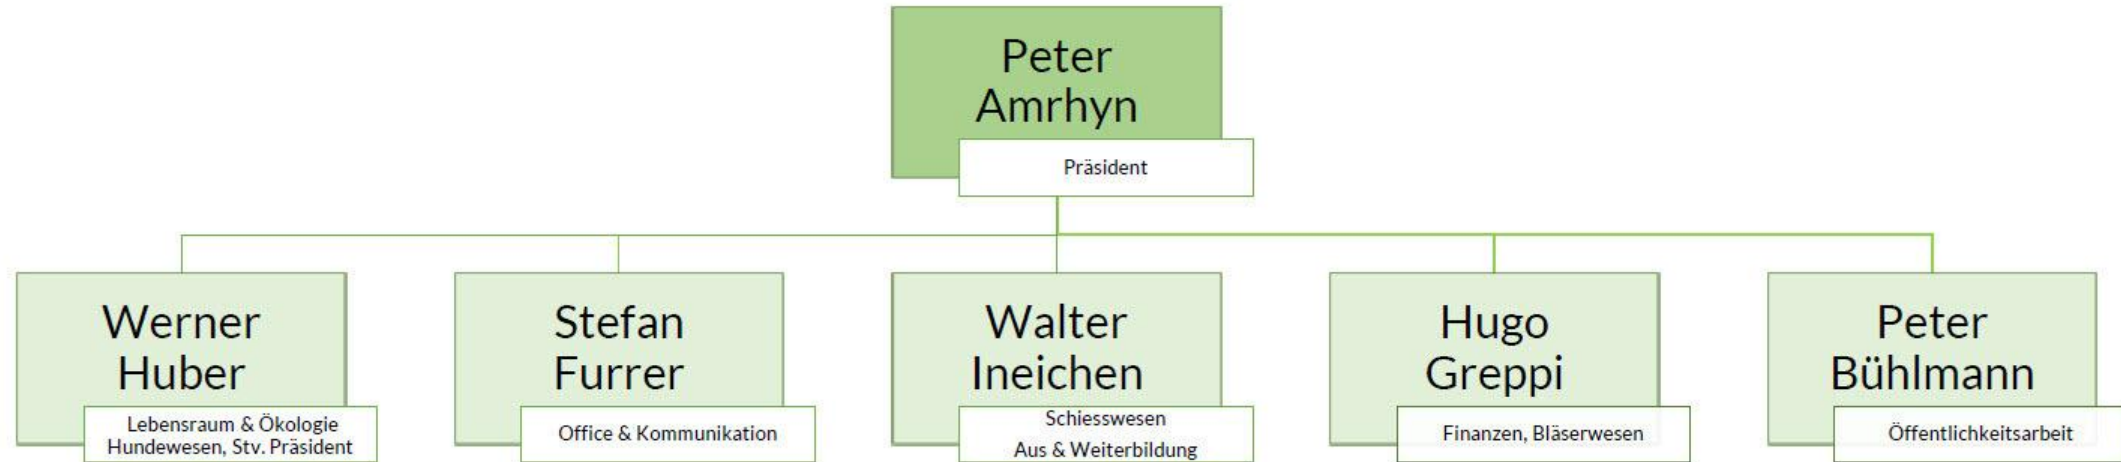 Peter
Amrhyn
Präsident
Werner
Huber
Lebensraum & Ökologie
Hundewesen, Stv. Präsident
Stefan
Furrer
Office & Kommunikation
Walter
Ineichen
Schiesswesen
Aus & Weiterbildung
Hugo
Greppi
Finanzen, Bläserwesen
Peter
Bühlmann
Öffentlichkeitsarbeit